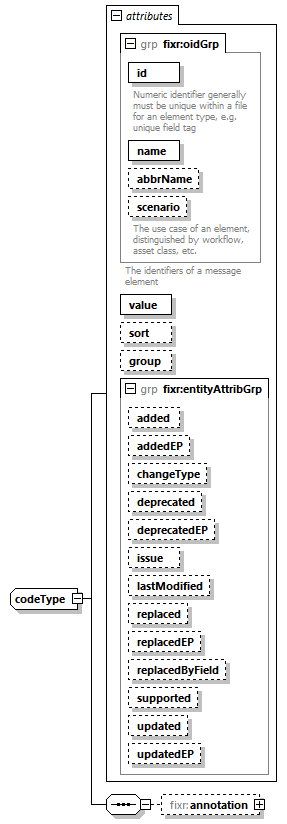 attributes
grp fixr:oidGrp
id
Numeric identifier generally
must be unique within a file
for an element type, e.g.
unique field tag
name
abbrName
scenario
The use case of an element,
distinguished by workflow,
asset class, etc.
The identifiers of a message
element
value
sort
group
grp fixr:entityAttribGrp
added
addedEP
changeType
deprecated
deprecatedEP
issue
lastModified
codeType
replaced
replacedEP
replacedByField
supported
updated
updatedEP
fixr:annotation